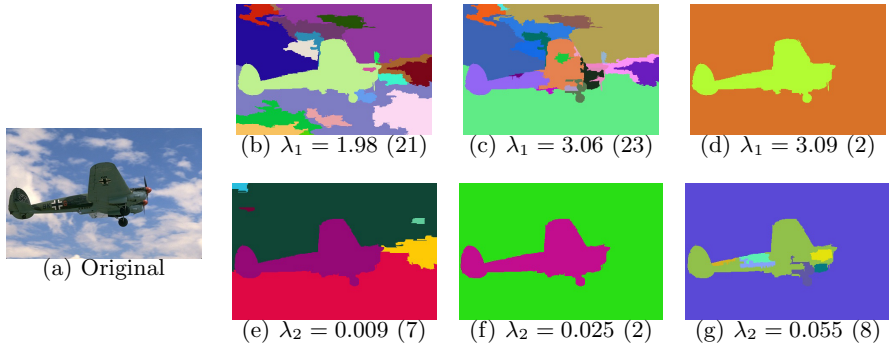 (b) λ₁ = 1.98 (21)
(c) λ₁ = 3.06 (23)
(d) λ₁ = 3.09 (2)
(a) Original
(e) λ₂ = 0.009 (7)
(f) λ₂ = 0.025 (2)
(g) λ₂ = 0.055 (8)